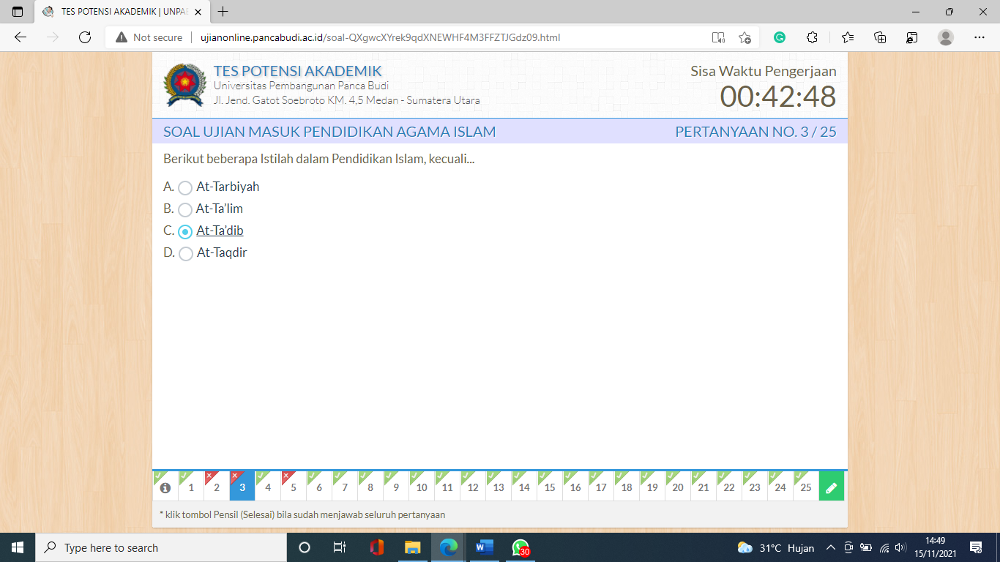 TES POTENSI AKADEMIK | UNPAB
Not secure | ujianonline.pancabudi.ac.id/soal-QXgwcXYrek9qdXNEWHF4M3FFZTJGdz09.html
TES POTENSI AKADEMIK
Universitas Pembangunan Panca Budi
Jl. Jend. Gatot Soebroto KM. 4,5 Medan - Sumatera Utara
Sisa Waktu Pengerjaan
00:42:48
SOAL UJIAN MASUK PENDIDIKAN AGAMA ISLAM
PERTANYAAN NO. 3 / 25
Berikut beberapa Istilah dalam Pendidikan Islam, kecuali...
A. At-Tarbiyah
B. At-Ta'lim
C. At-Ta'dib
D. At-Taqdir
1 2 3 4 5 6 7 8 9 10 11 12 13 14 15 16 17 18 19 20 21 22 23 24 25
* klik tombol Pensil (Selesai) bila sudah menjawab seluruh pertanyaan
Type here to search
30
31°C Hujan
14:49
15/11/2021